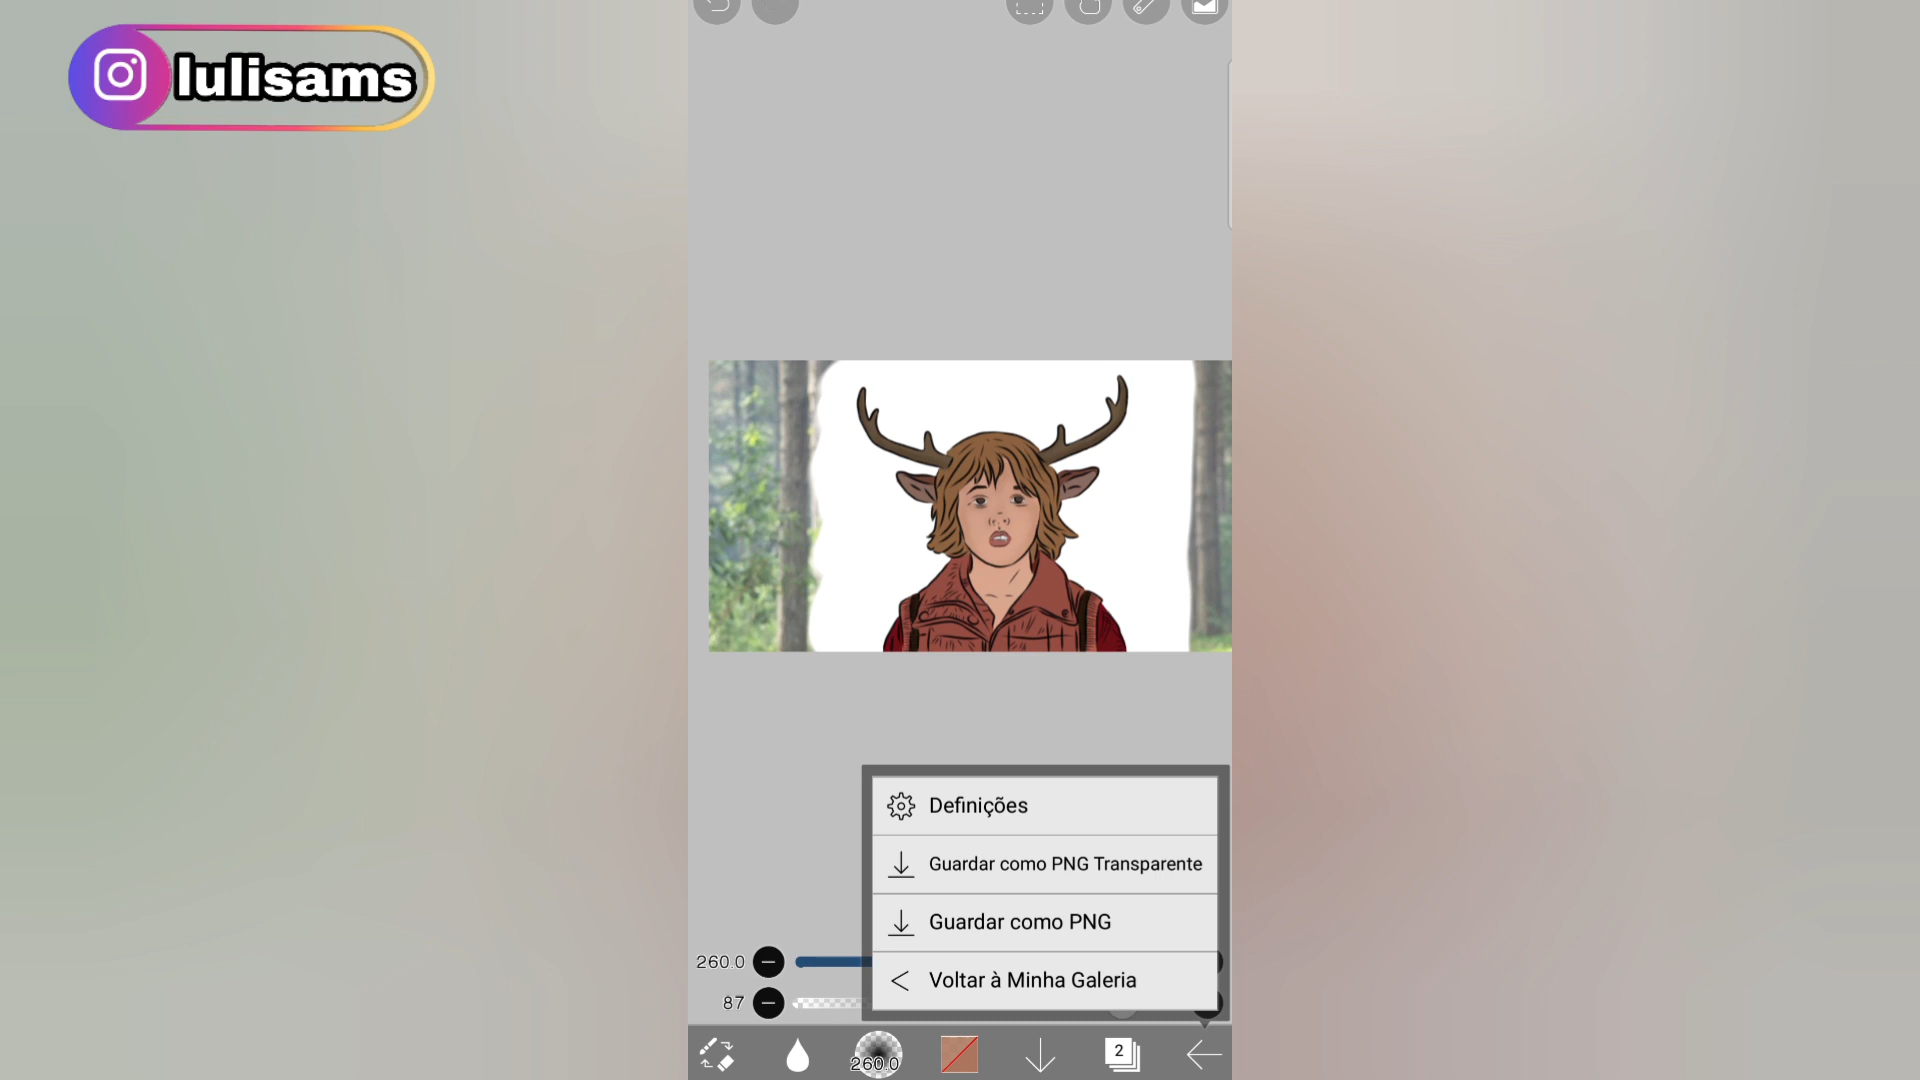 lulisams
Definições
Guardar como PNG Transparente
Guardar como PNG
Voltar à Minha Galeria
260.0
87
260.0
2